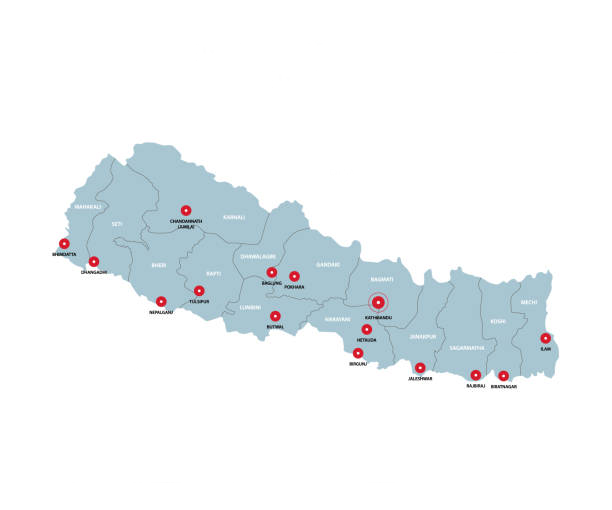 MAHAKALI
SETI
KARNALI
CHANDANNATH
(JUMLA)
BHIMDATTA
DHANGADHI
BHERI
RAPTI
DHAWALAGIRI
GANDAKI
BAGMATI
BAGLUNG
POKHARA
NEPALGANJ
TULSIPUR
LUMBINI
BUTWAL
NARAYANI
KATHMANDU
HETAUDA
BIRGUNJ
JANAKPUR
SAGARMATHA
KOSHI
MECHI
ILAM
JALESHWAR
RAJBIRAJ
BIRATNAGAR